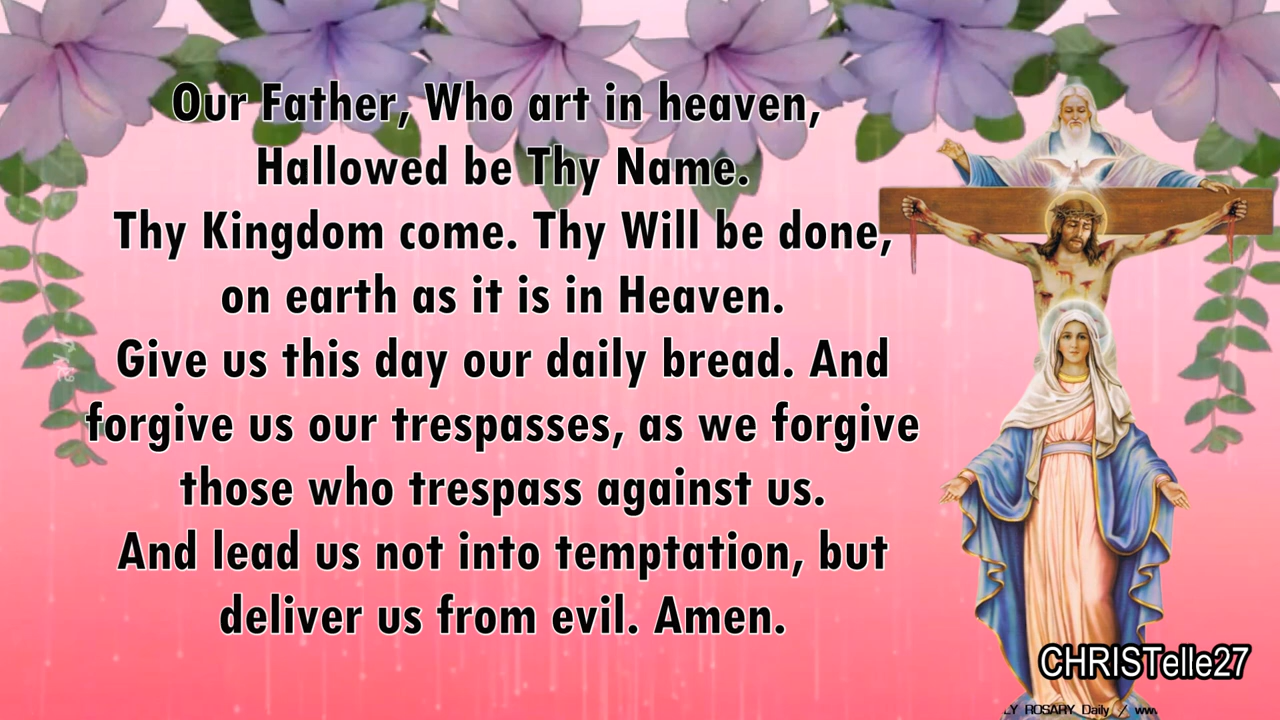 Our Father, Who art in heaven,
Hallowed be Thy Name.
Thy Kingdom come. Thy Will be done,
on earth as it is in Heaven.
Give us this day our daily bread. And
forgive us our trespasses, as we forgive
those who trespass against us.
And lead us not into temptation, but
deliver us from evil. Amen.
CHRISTelle27
ROSARY Daily /